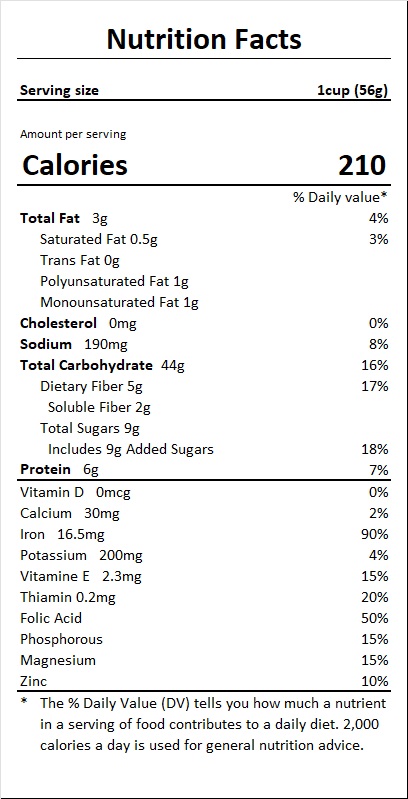 Nutrition Facts
Serving size 1cup (56g)
Amount per serving
Calories 210
% Daily value*
Total Fat 3g 4%
Saturated Fat 0.5g 3%
Trans Fat 0g
Polyunsaturated Fat 1g
Monounsaturated Fat 1g
Cholesterol 0mg 0%
Sodium 190mg 8%
Total Carbohydrate 44g 16%
Dietary Fiber 5g 17%
Soluble Fiber 2g
Total Sugars 9g
Includes 9g Added Sugars 18%
Protein 6g 7%
Vitamin D 0mcg 0%
Calcium 30mg 2%
Iron 16.5mg 90%
Potassium 200mg 4%
Vitamine E 2.3mg 15%
Thiamin 0.2mg 20%
Folic Acid 50%
Phosphorous 15%
Magnesium 15%
Zinc 10%
* The % Daily Value (DV) tells you how much a nutrient
in a serving of food contributes to a daily diet. 2,000
calories a day is used for general nutrition advice.